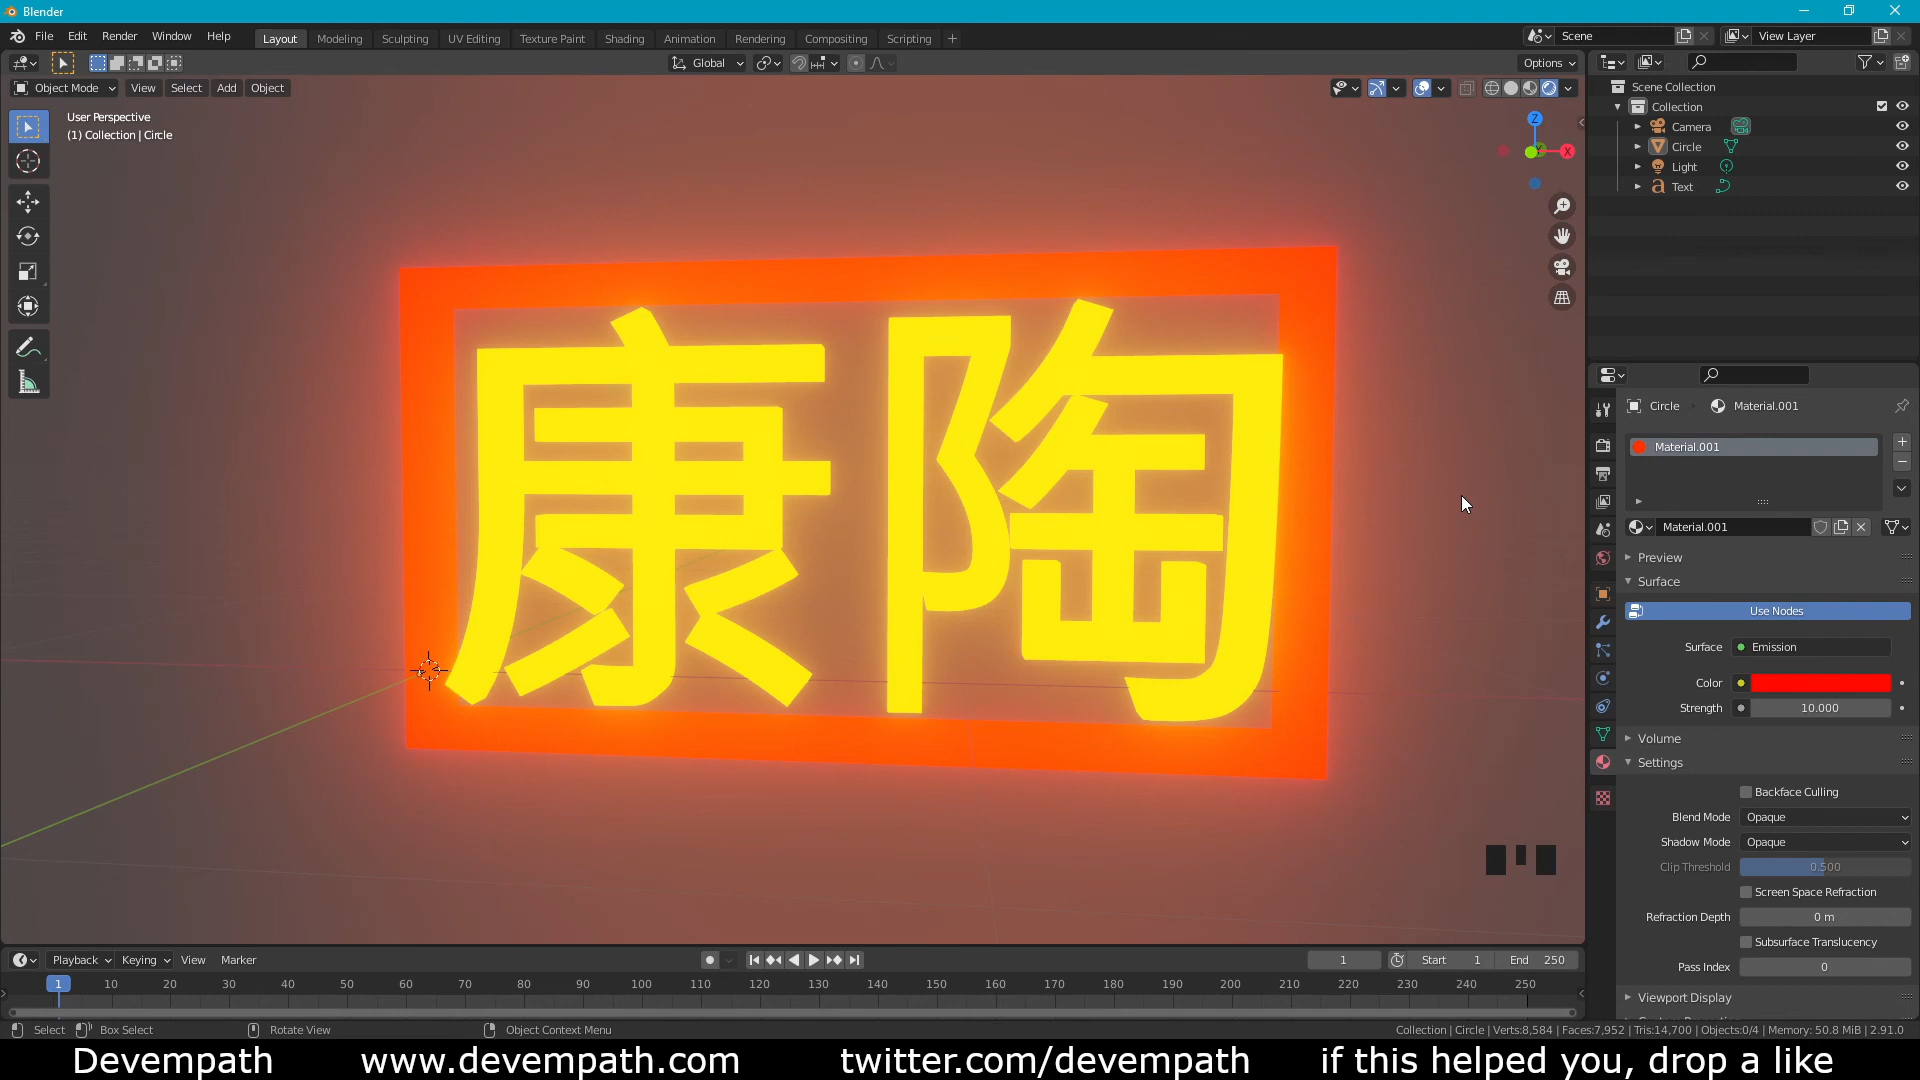 Blender
File Edit Render Window Help Layout Modeling Sculpting UV Editing Texture Paint Shading Animation Rendering Compositing Scripting + Scene View Layer
Global Options
Object Mode View Select Add Object
User Perspective
(1) Collection | Circle
Z
X
康陶
Scene Collection
Collection
Camera
Circle
Light
Text
Circle Material.001
Material.001
Material.001
Preview
Surface
Use Nodes
Surface Emission
Color
Strength 10.000
Volume
Settings
Backface Culling
Blend Mode Opaque
Shadow Mode Opaque
Clip Threshold 0.500
Screen Space Refraction
Refraction Depth 0 m
Subsurface Translucency
Pass Index 0
Viewport Display
Playback Keying View Marker 1 Start 1 End 250
1 10 20 30 40 50 60 70 80 90 100 110 120 130 140 150 160 170 180 190 200 210 220 230 240 250
Select Box Select Rotate View Object Context Menu Collection | Circle | Verts:8,584 | Faces:7,952 | Tris:14,700 | Objects:0/4 | Memory: 50.8 MiB | 2.91.0
Devempath www.devempath.com twitter.com/devempath if this helped you, drop a like